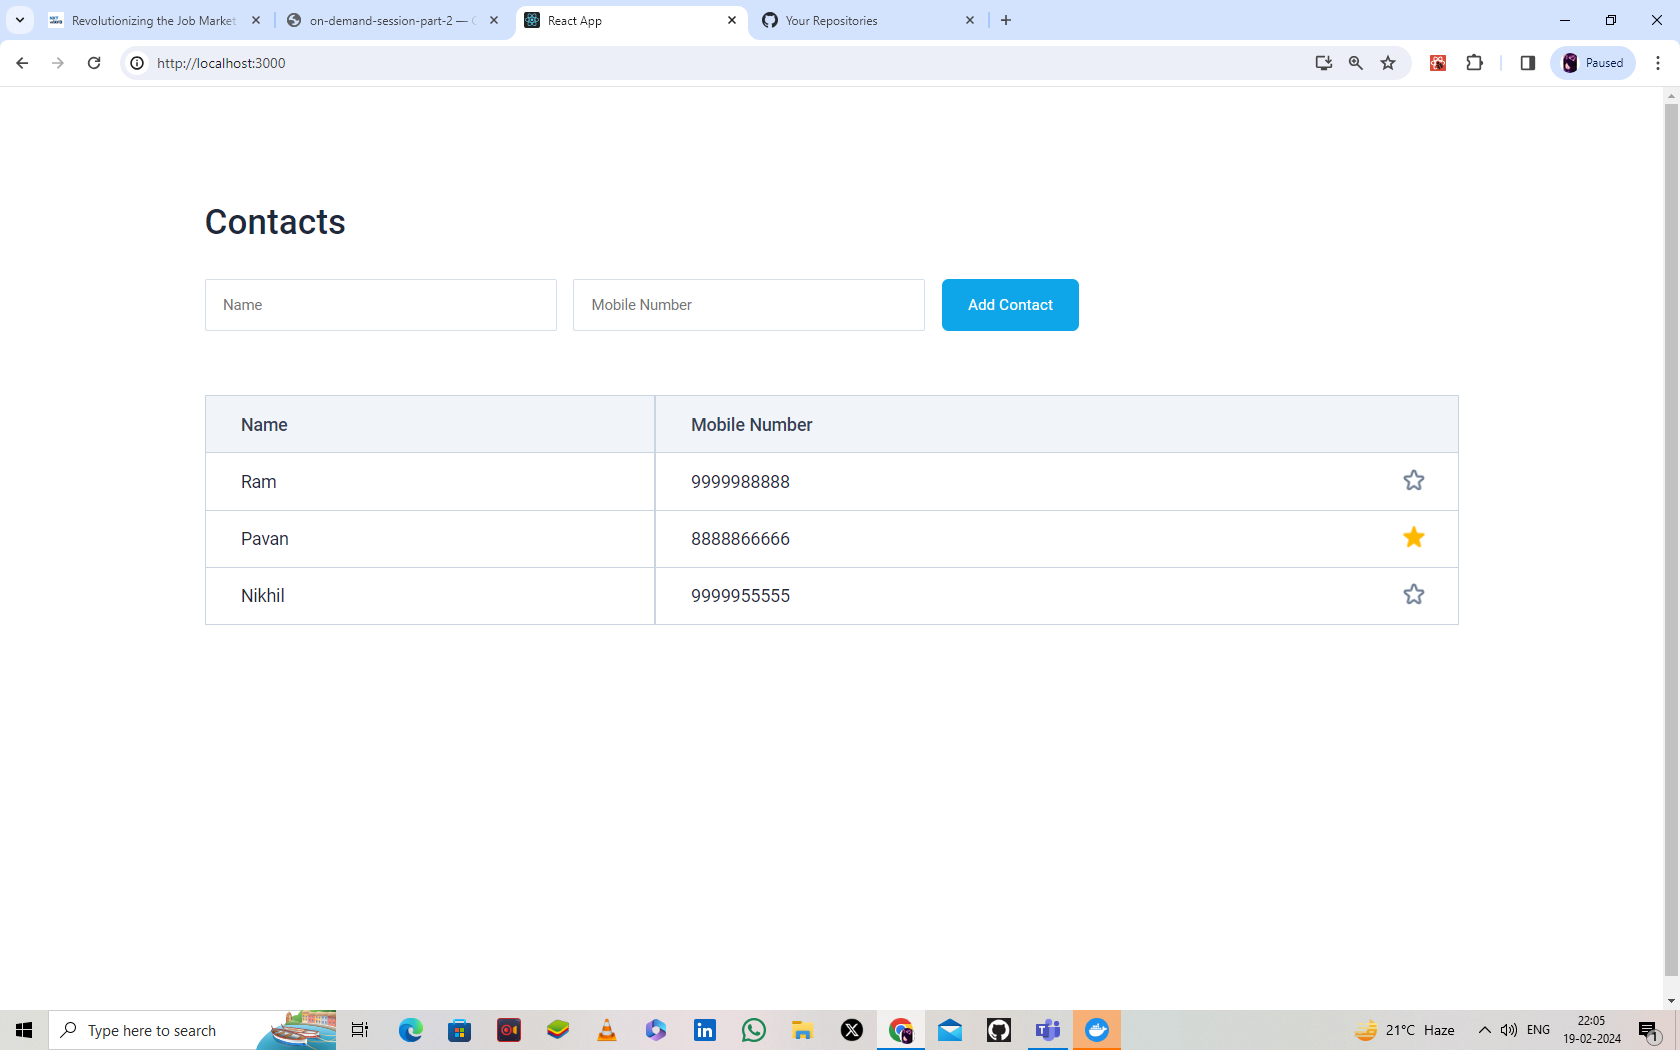 Revolutionizing the Job Market
on-demand-session-part-2 —
React App
Your Repositories
http://localhost:3000
Paused
Contacts
Name
Mobile Number
Add Contact
Name Mobile Number
Ram 9999988888
Pavan 8888866666
Nikhil 9999955555
Type here to search
21°C Haze
ENG
22:05
19-02-2024
1